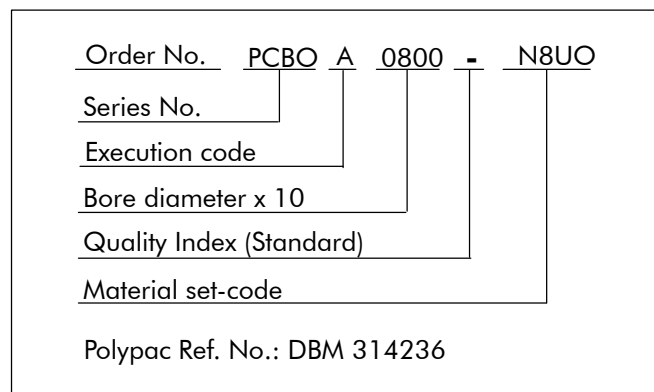 Order No. PCBO A 0800 - N8UO
Series No.
Execution code
Bore diameter x 10
Quality Index (Standard)
Material set-code
Polypac Ref. No.: DBM 314236